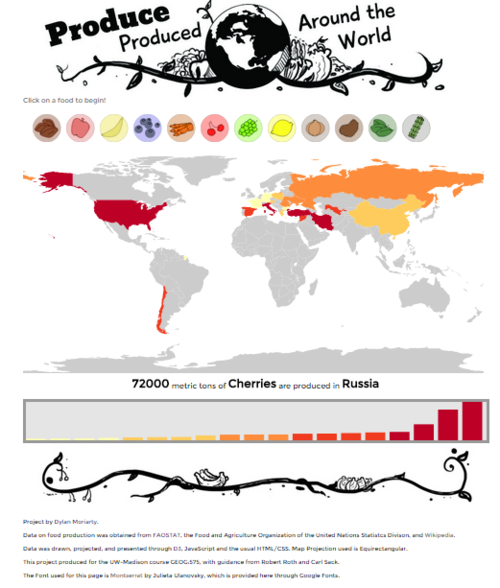 Produce
Produced
Around the
World
Click on a food to begin!
72000 metric tons of Cherries are produced in Russia
Project by Dylan Moriarty.
Data on food production was obtained from FAOSTAT, the Food and Agriculture Organization of the United Nations Statistics Divison, and Wikipedia.
Data was drawn, projected, and presented through D3, JavaScript and the usual HTML/CSS. Map Projection used is Equirectangular.
This project produced for the UW-Madison course GEOG:575, with guidance from Robert Roth and Carl Sack.
The Font used for this page is Montserrat by Julieta Ulanovsky, which is provided here through Google Fonts.